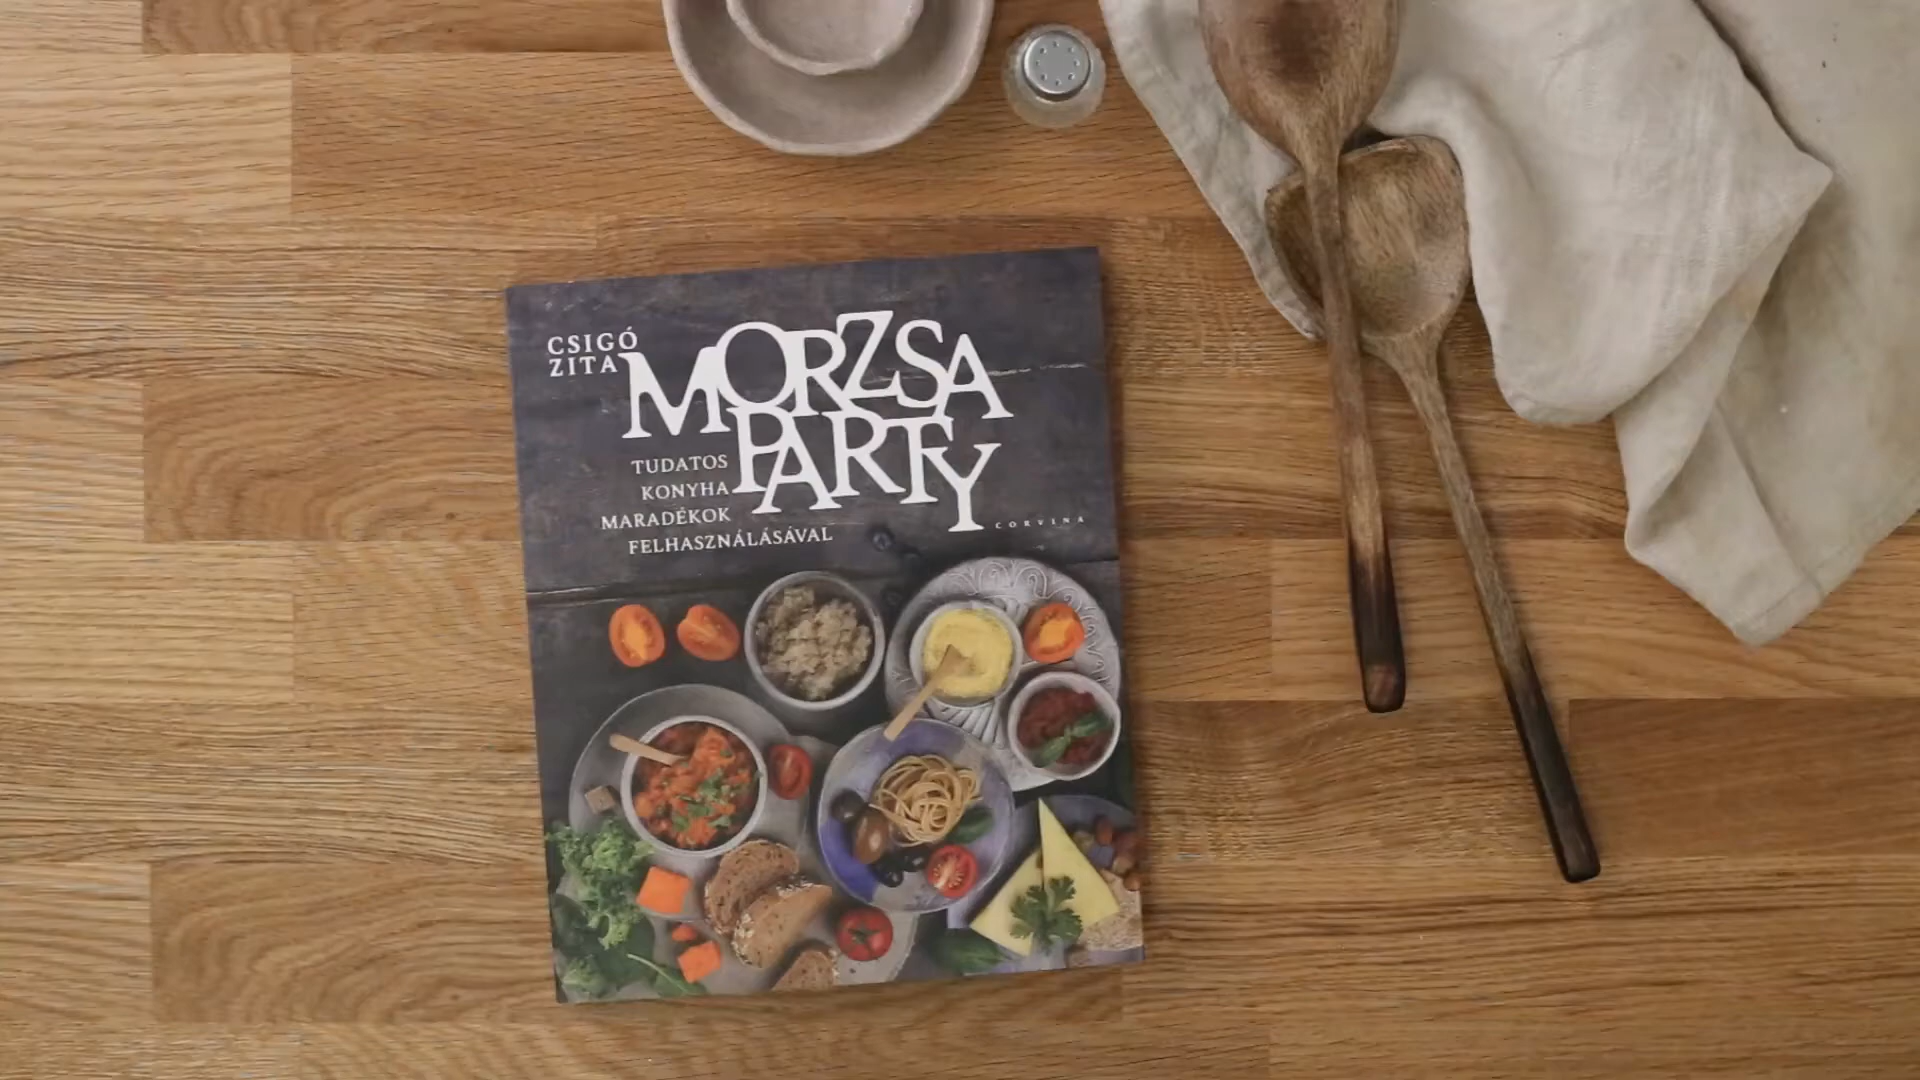 CSIGÓ
ZITA
MORZSA
PARTY
TUDATOS
KONYHA
MARADÉKOK
FELHASZNÁLÁSÁVAL
CORVINA